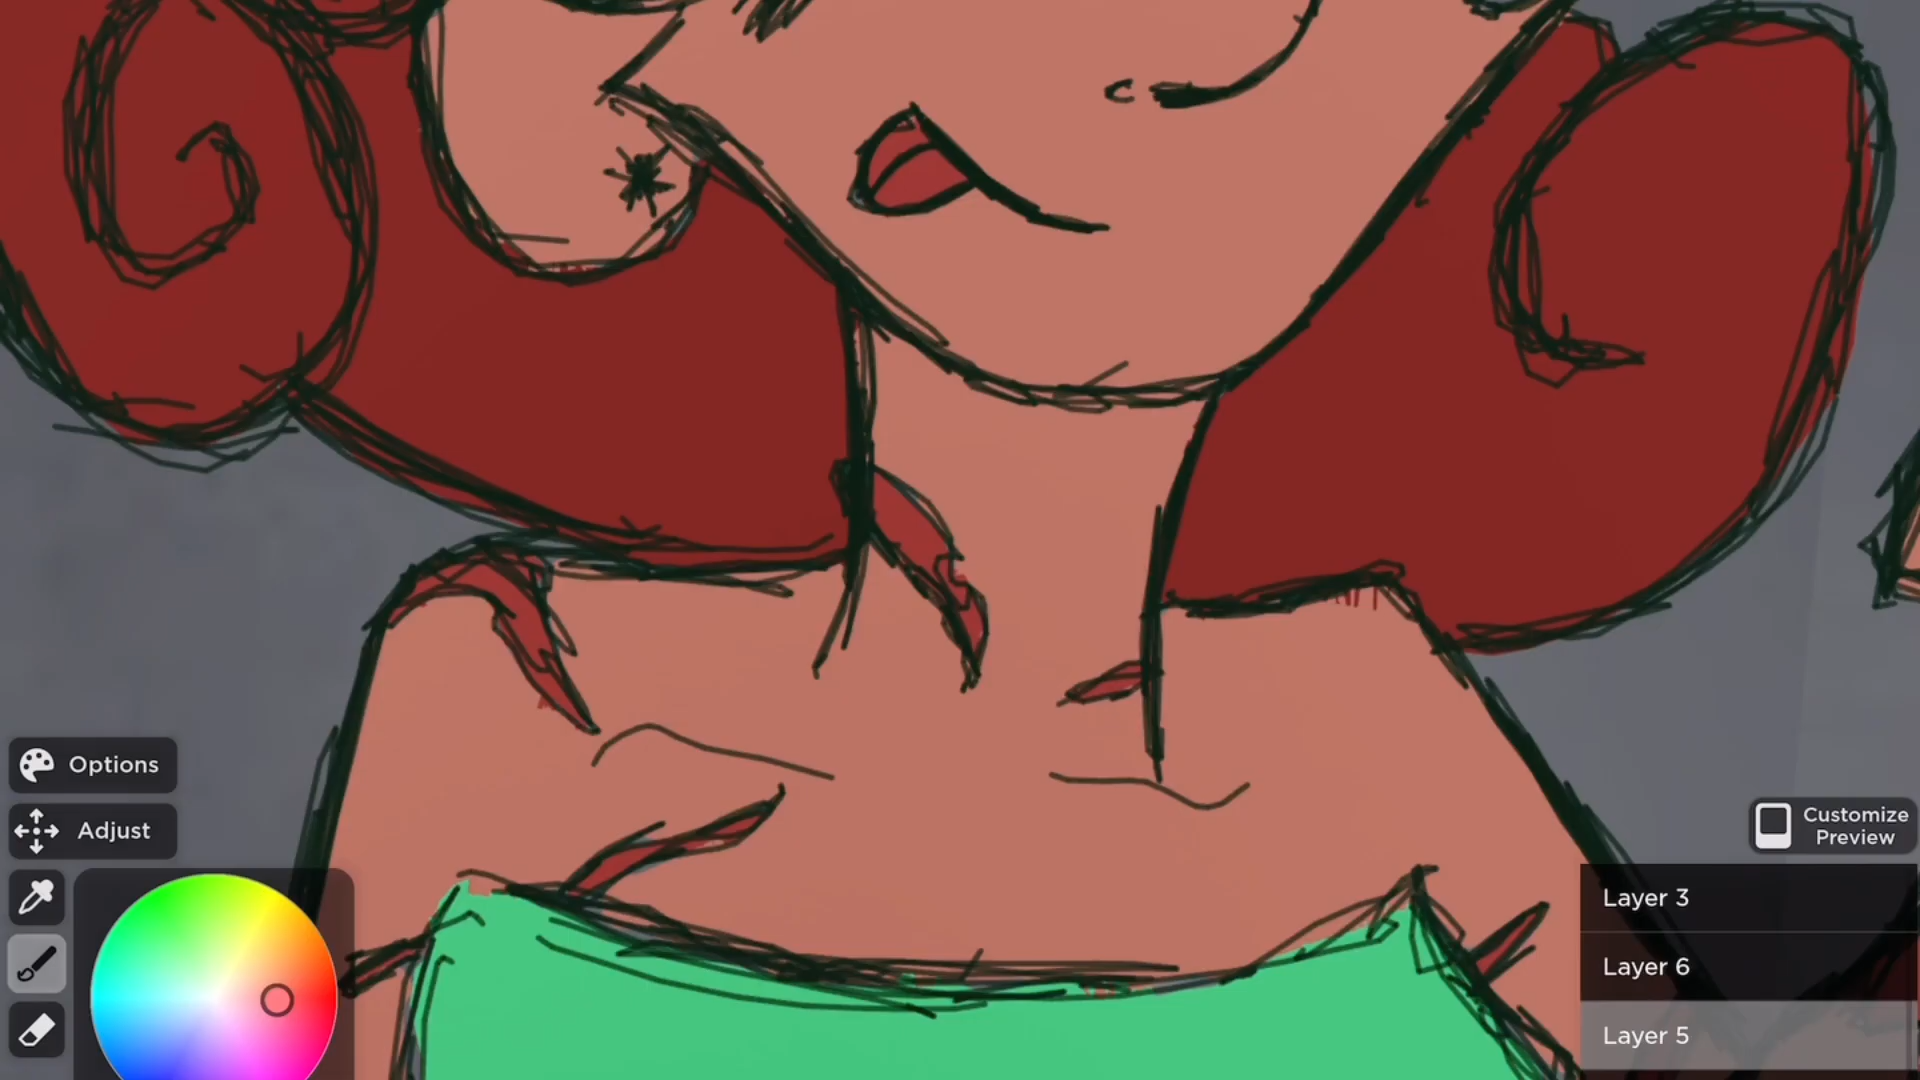 Options
Adjust
Customize
Preview
Layer 3
Layer 6
Layer 5